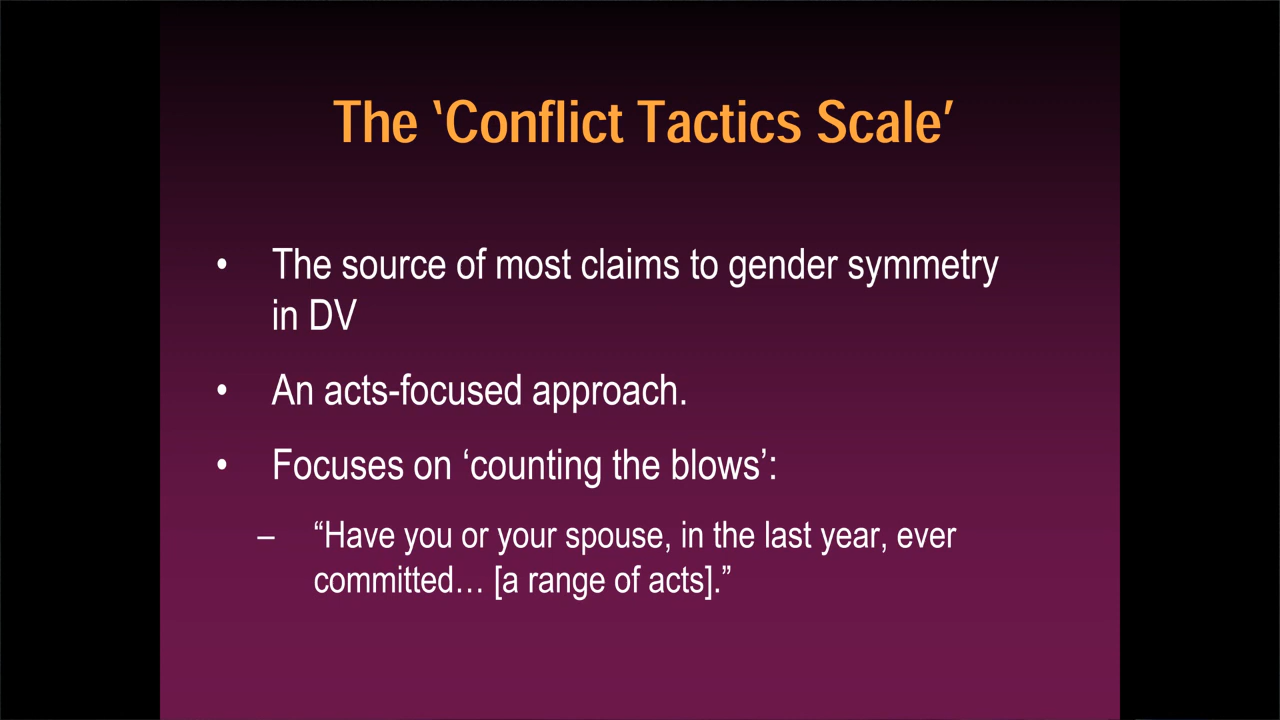 The ‘Conflict Tactics Scale’
• The source of most claims to gender symmetry
in DV
• An acts-focused approach.
• Focuses on ‘counting the blows’:
– “Have you or your spouse, in the last year, ever
committed… [a range of acts].”